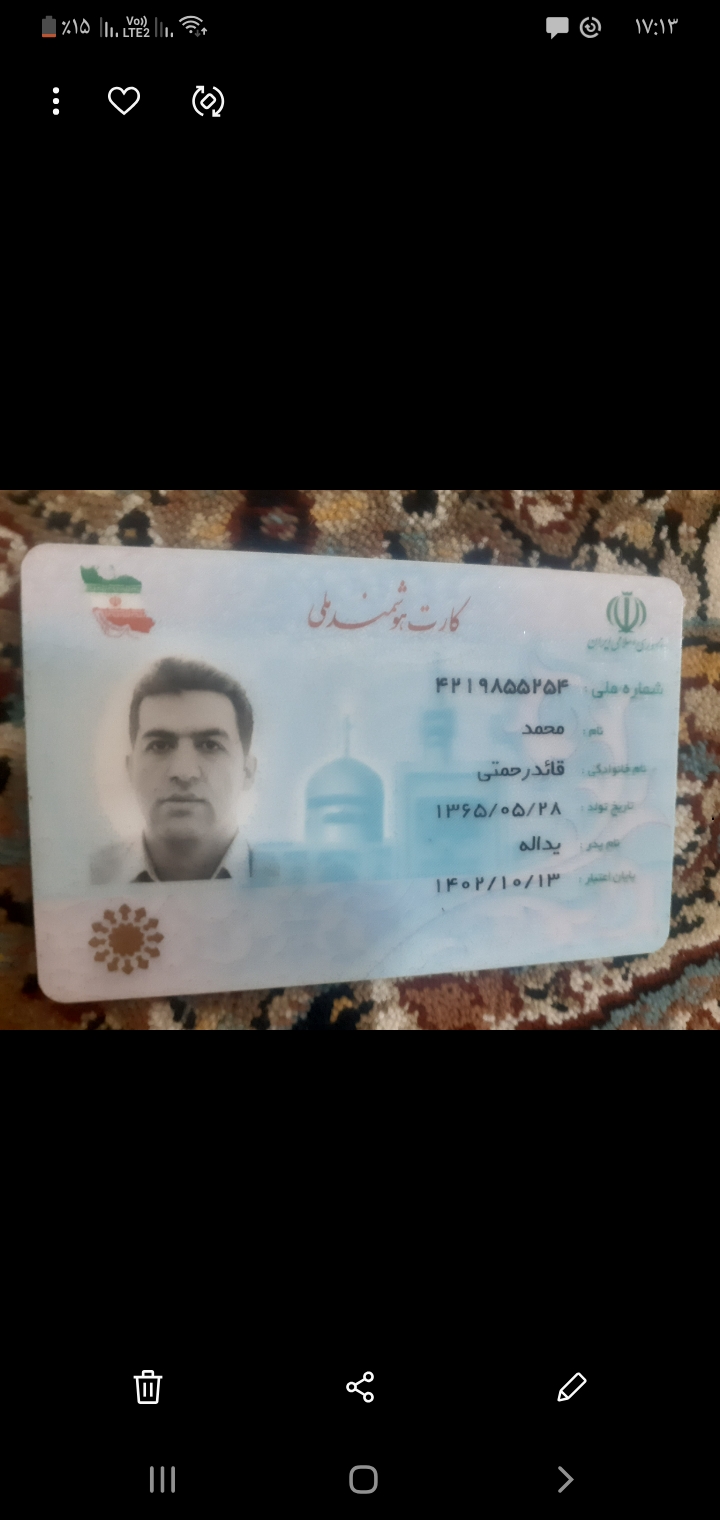 ٪۱۵ Vo)) LTE2 ۱۷:۱۳
کارت هوشمند ملی
جمهوری اسلامی ایران
شماره ملی : ۴۲۱۹۸۵۵۲۵۴
نام : محمد
نام خانوادگی : قائدرحمتی
تاریخ تولد : ۱۳۶۵/۰۵/۲۸
نام پدر : یداله
پایان اعتبار : ۱۴۰۲/۱۰/۱۳